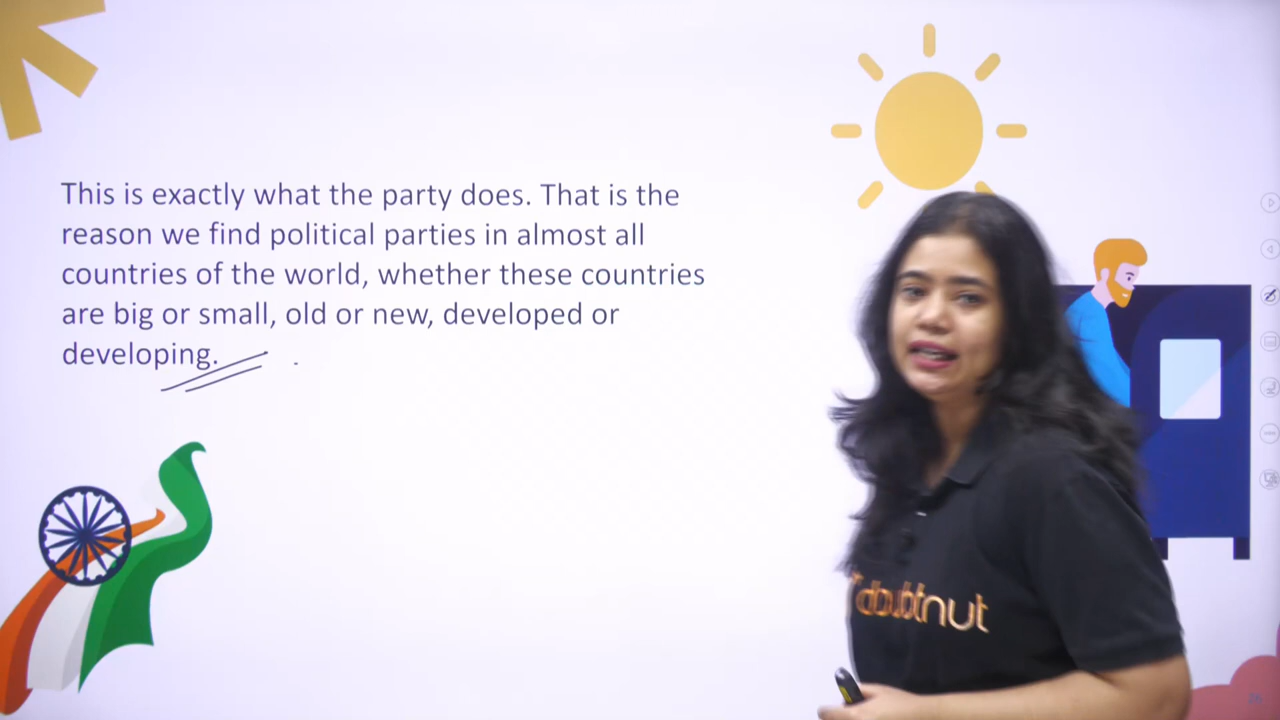 This is exactly what the party does. That is the
reason we find political parties in almost all
countries of the world, whether these countries
are big or small, old or new, developed or
developing.
doubtnut
26